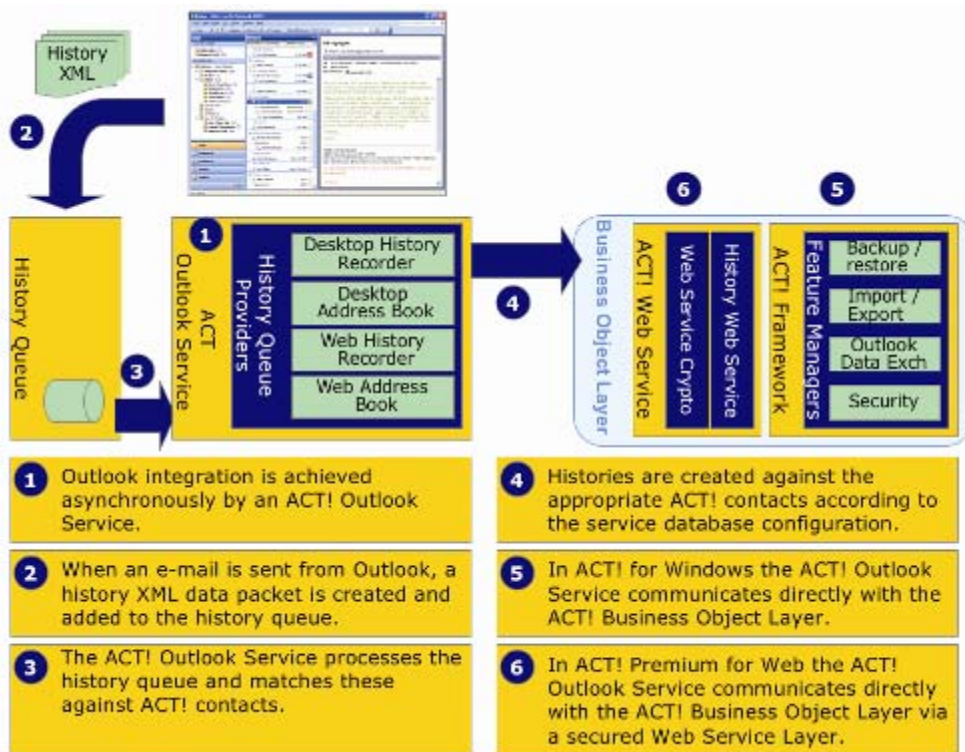 History
XML
2
History Queue
3
1
ACT
Outlook Service
History Queue
Providers
Desktop History
Recorder
Desktop
Address Book
Web History
Recorder
Web Address
Book
4
Business Object Layer
6
ACT! Web Service
Web Service Crypto
History Web Service
5
ACT! Framework
Feature Managers
Backup /
restore
Import /
Export
Outlook
Data Exch
Security
1 Outlook integration is achieved
asynchronously by an ACT! Outlook
Service.
2 When an e-mail is sent from Outlook, a
history XML data packet is created and
added to the history queue.
3 The ACT! Outlook Service processes the
history queue and matches these
against ACT! contacts.
4 Histories are created against the
appropriate ACT! contacts according to
the service database configuration.
5 In ACT! for Windows the ACT! Outlook
Service communicates directly with the
ACT! Business Object Layer.
6 In ACT! Premium for Web the ACT!
Outlook Service communicates directly
with the ACT! Business Object Layer via
a secured Web Service Layer.